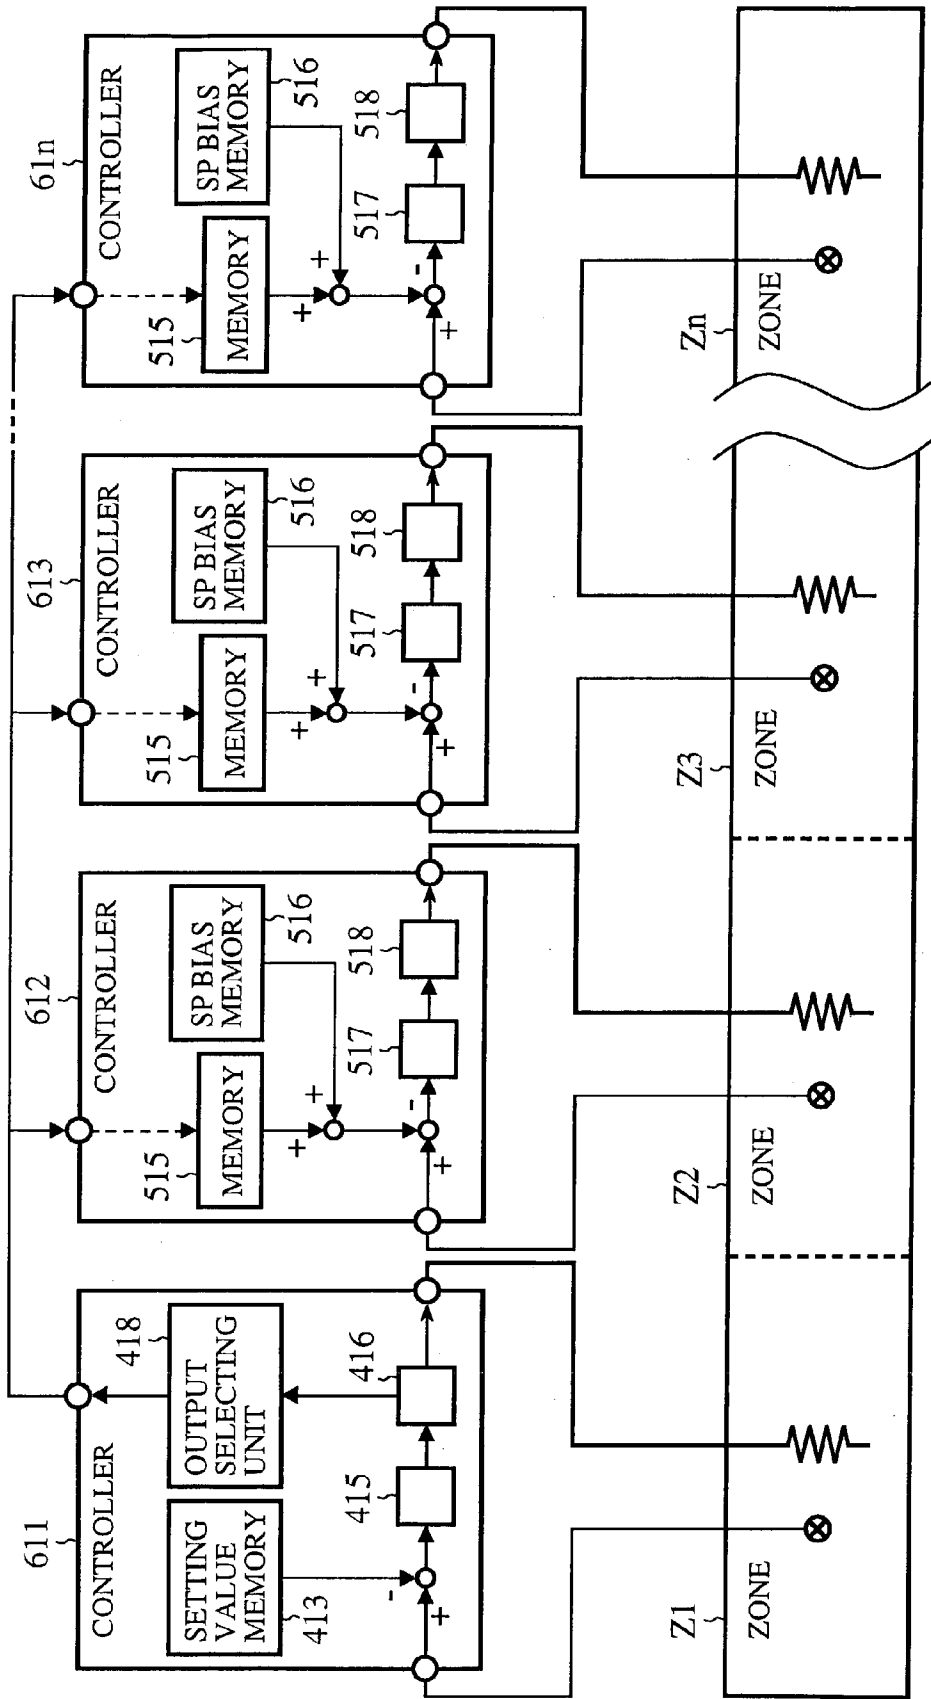 611
CONTROLLER
SETTING
VALUE
MEMORY
413
418
OUTPUT
SELECTING
UNIT
415
416
-
+
612
CONTROLLER
515
MEMORY
SP BIAS
MEMORY
516
+
+
-
+
517
518
613
CONTROLLER
515
MEMORY
SP BIAS
MEMORY
516
+
+
-
+
517
518
61n
CONTROLLER
515
MEMORY
SP BIAS
MEMORY
516
+
+
-
+
517
518
Z1
ZONE
Z2
ZONE
Z3
ZONE
Zn
ZONE